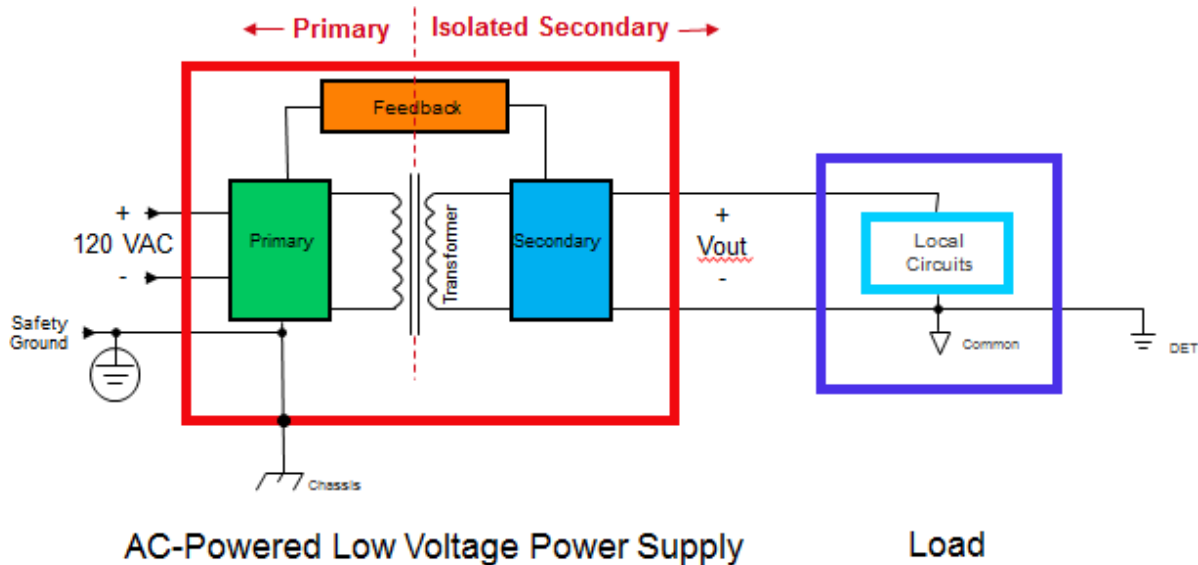 Primary
Isolated Secondary
Feedback
+
120 VAC
-
Primary
Transformer
Secondary
+
Vout
-
Local
Circuits
Safety
Ground
Common
DET
Chassis
AC-Powered Low Voltage Power Supply
Load